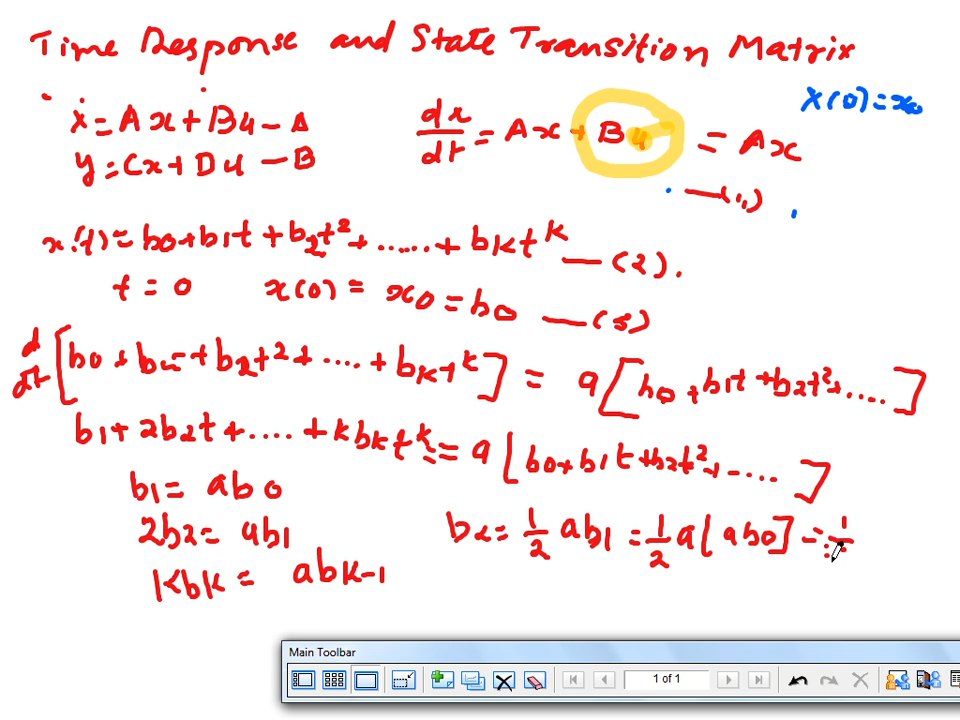 Time Response and State Transition Matrix
X(0)=x0
ẋ=Ax+Bu-A
dx/dt = Ax+Bu = Ax -(1)
y=Cx+Du-B
x(t)=b0+b1t+b2t²+......+bktᵏ -(2).
t=0 x(0)=x0=b0 -(3)
d/dt[b0+b1t+b2t²+....+bktᵏ] = a[b0+b1t+b2t²+....]
b1+2b2t+....+kbktᵏ⁻=a[b0+b1t+b2t²+-...]
b1= ab0
2b2= ab1
b2=1/2 ab1=1/2 a[ab0]=1/
kbk= abk-1
Main Toolbar
1 of 1